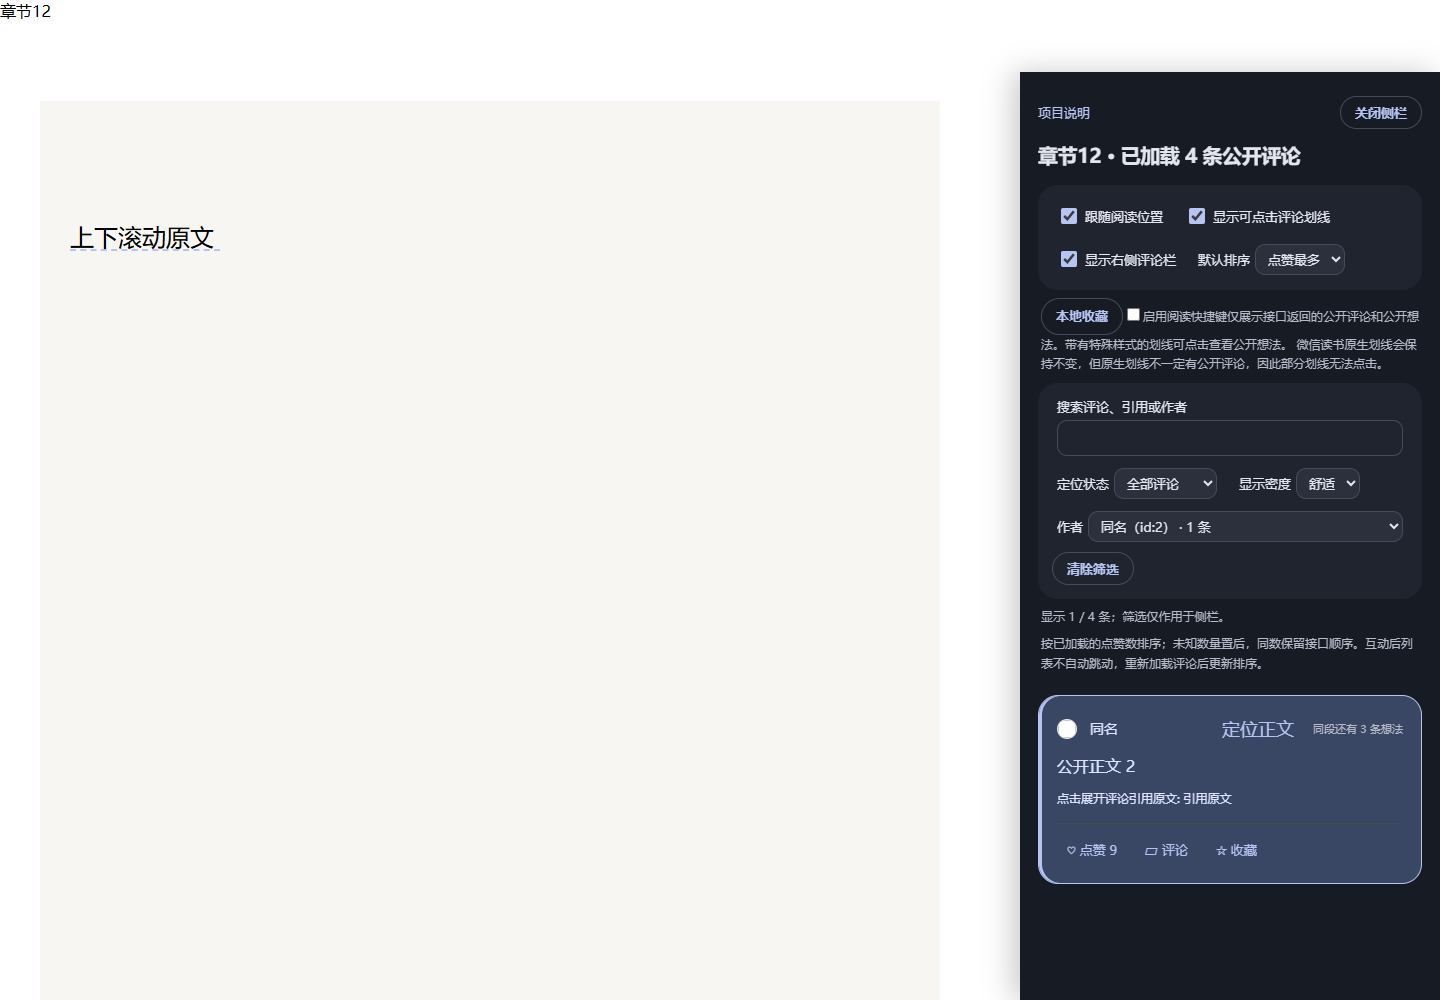 章节12
上下滚动原文
项目说明
关闭侧栏
章节12 • 已加载 4 条公开评论
跟随阅读位置 显示可点击评论划线
显示右侧评论栏 默认排序 点赞最多
本地收藏 启用阅读快捷键仅展示接口返回的公开评论和公开想
法。带有特殊样式的划线可点击查看公开想法。 微信读书原生划线会保
持不变，但原生划线不一定有公开评论，因此部分划线无法点击。
搜索评论、引用或作者
定位状态 全部评论 显示密度 舒适
作者 同名（id:2） · 1 条
清除筛选
显示 1 / 4 条；筛选仅作用于侧栏。
按已加载的点赞数排序；未知数量置后，同数保留接口顺序。互动后列
表不自动跳动，重新加载评论后更新排序。
同名 定位正文 同段还有 3 条想法
公开正文 2
点击展开评论引用原文: 引用原文
♡ 点赞 9 ▭ 评论 ☆ 收藏